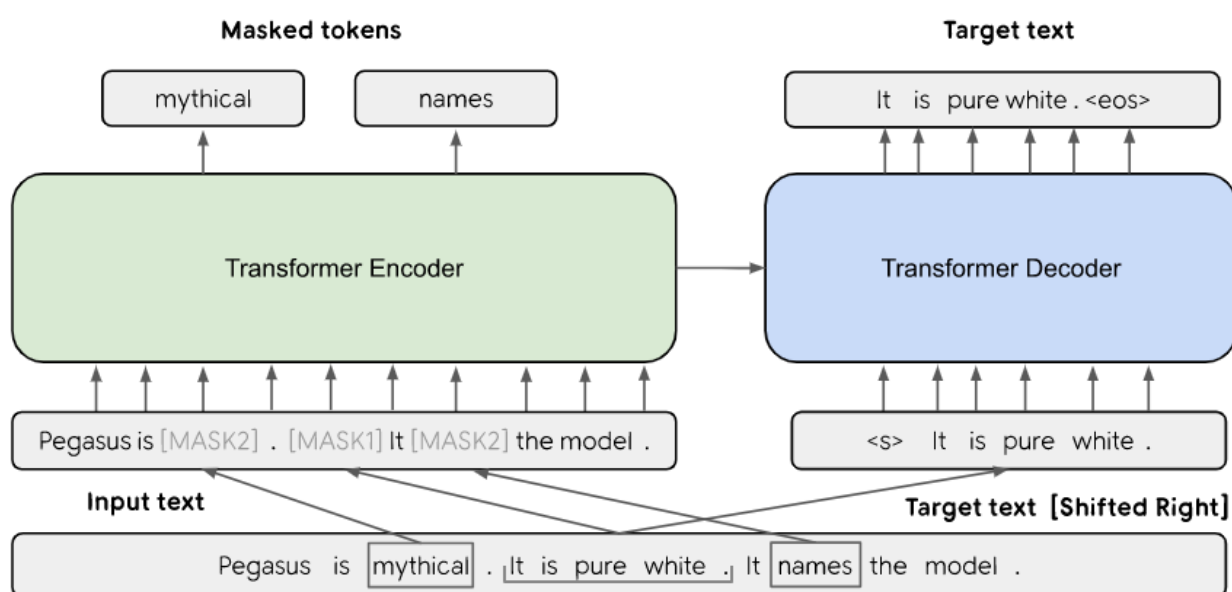 Masked tokens
Target text
mythical
names
It is pure white . <eos>
Transformer Encoder
Transformer Decoder
Pegasus is [MASK2] . [MASK1] It [MASK2] the model .
<s> It is pure white .
Input text
Target text [Shifted Right]
Pegasus is mythical . It is pure white . It names the model .